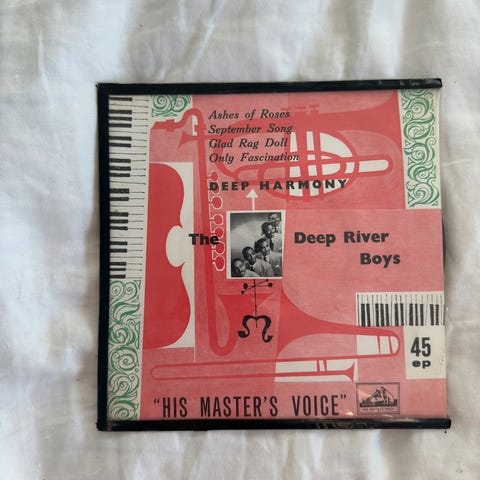 Ashes of Roses
September Song
Glad Rag Doll
Only Fascination
DEEP HARMONY
The Deep River
Boys
45
ep
"HIS MASTER'S VOICE"